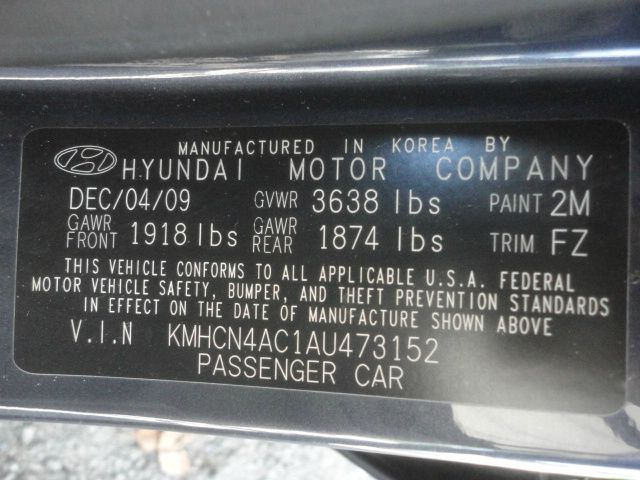 MANUFACTURED IN KOREA BY
HYUNDAI MOTOR COMPANY
DEC/04/09 GVWR 3638 lbs PAINT 2M
GAWR FRONT 1918 lbs GAWR REAR 1874 lbs TRIM FZ
THIS VEHICLE CONFORMS TO ALL APPLICABLE U.S.A. FEDERAL
MOTOR VEHICLE SAFETY, BUMPER, AND THEFT PREVENTION STANDARDS
IN EFFECT ON THE DATE OF MANUFACTURE SHOWN ABOVE
V.I.N KMHCN4AC1AU473152
PASSENGER CAR